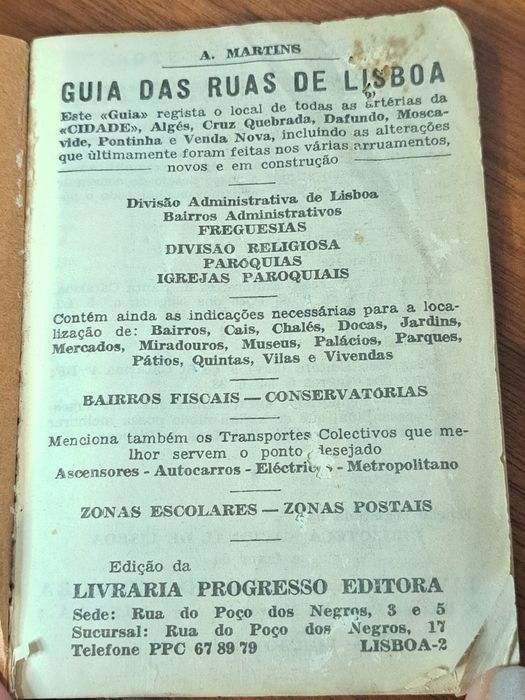 A. MARTINS
GUIA DAS RUAS DE LISBOA
Este «Guia» regista o local de todas as artérias da
«CIDADE», Algés, Cruz Quebrada, Dafundo, Mosca-
vide, Pontinha e Venda Nova, incluindo as alterações
que ùltimamente foram feitas nos vários arruamentos,
novos e em construção
Divisão Administrativa de Lisboa
Bairros Administrativos
FREGUESIAS
DIVISÃO RELIGIOSA
PARÓQUIAS
IGREJAS PAROQUIAIS
Contém ainda as indicações necessárias para a loca-
lização de: Bairros, Cais, Chalés, Docas, Jardins,
Mercados, Miradouros, Museus, Palácios, Parques,
Pátios, Quintas, Vilas e Vivendas
BAIRROS FISCAIS — CONSERVATÓRIAS
Menciona também os Transportes Colectivos que me-
lhor servem o ponto desejado
Ascensores - Autocarros - Eléctricos - Metropolitano
ZONAS ESCOLARES — ZONAS POSTAIS
Edição da
LIVRARIA PROGRESSO EDITORA
Sede: Rua do Poço dos Negros, 3 e 5
Sucursal: Rua do Poço dos Negros, 17
Telefone PPC 67 89 79 LISBOA-2